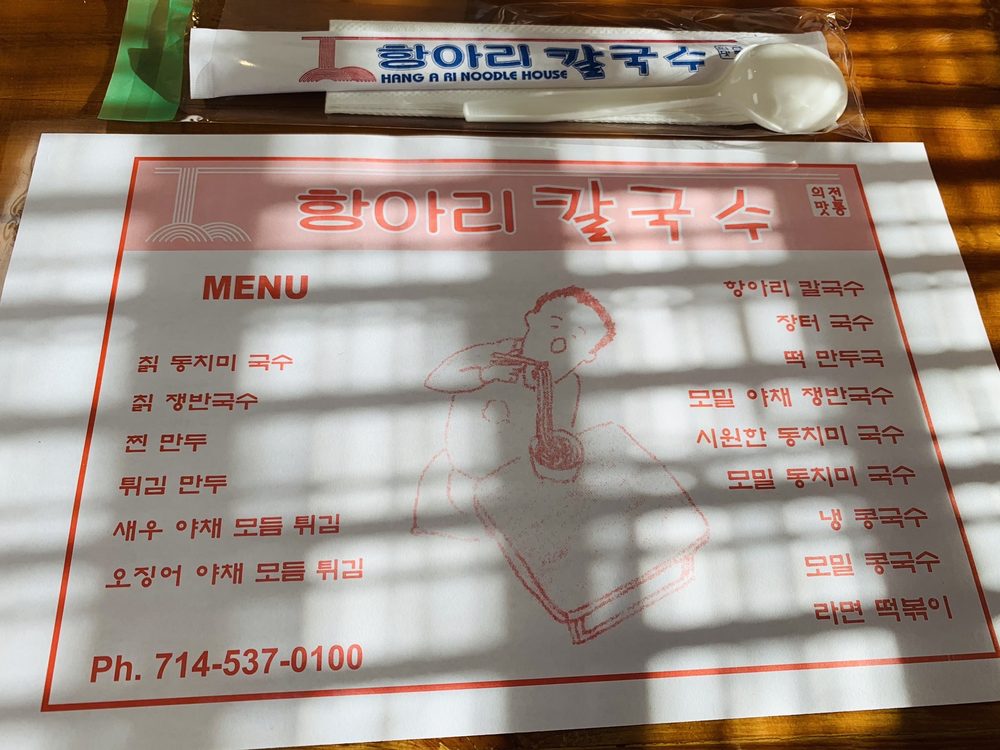 항아리 칼국수
HANG A RI NOODLE HOUSE
항아리 칼국수
전통
의맛
MENU
칡 동치미 국수
칡 쟁반국수
찐 만두
튀김 만두
새우 야채 모듬 튀김
오징어 야채 모듬 튀김
Ph. 714-537-0100
항아리 칼국수
장터 국수
떡 만두국
모밀 야채 쟁반국수
시원한 동치미 국수
모밀 동치미 국수
냉 콩국수
모밀 콩국수
라면 떡볶이